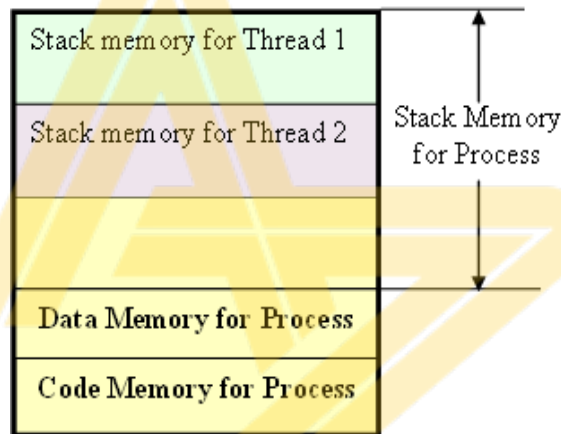 Stack memory for Thread 1
Stack memory for Thread 2
Stack Memory
for Process
Data Memory for Process
Code Memory for Process